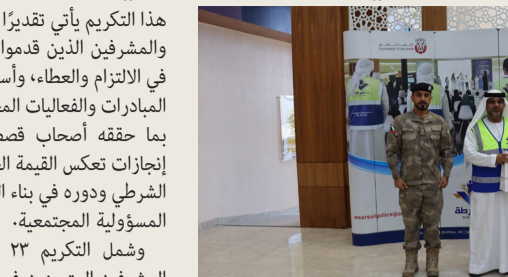 هذا التكريم يأتي تقديرًا
والمشرفين الذين قدموا
في الالتزام والعطاء، وأس
المبادرات والفعاليات الم
بما حققه أصحاب قص
إنجازات تعكس القيمة ال
الشرطي ودوره في بناء ال
المسؤولية المجتمعية.
وشمل التكريم ٢٣